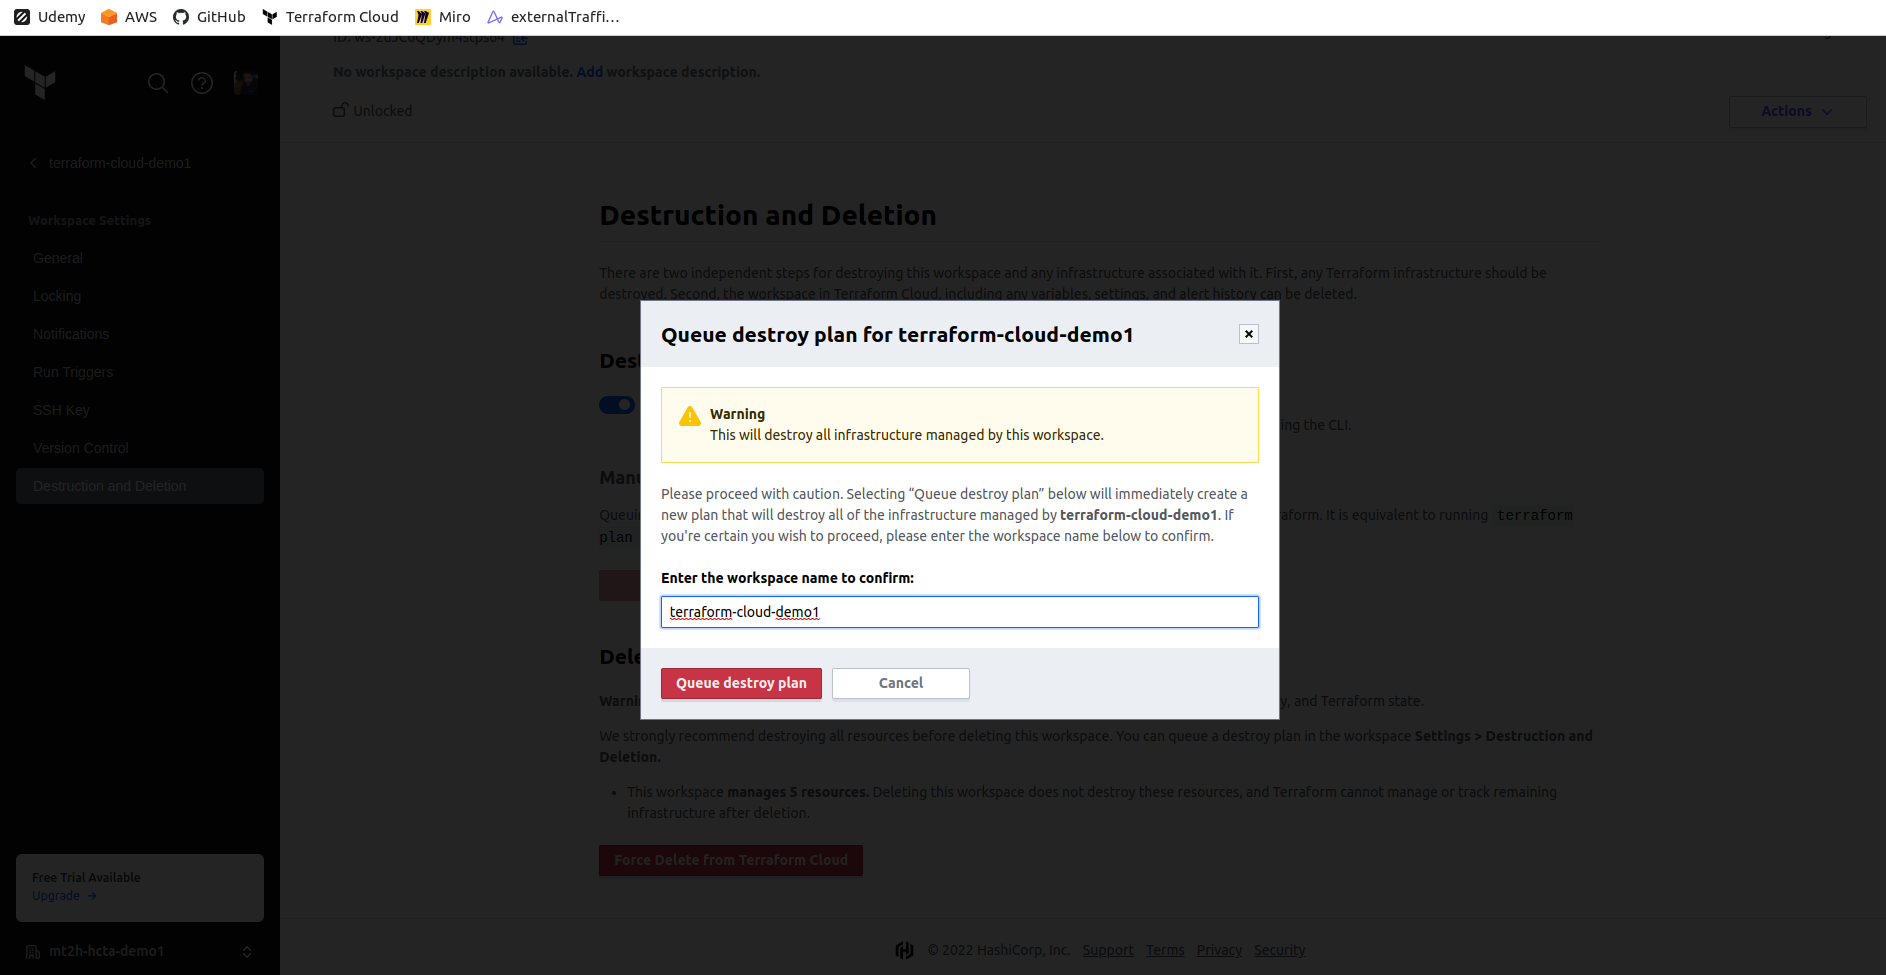 Udemy AWS GitHub Terraform Cloud Miro externalTraffi...
No workspace description available. Add workspace description.
Unlocked
Actions
terraform-cloud-demo1
Workspace Settings
General
Locking
Notifications
Run Triggers
SSH Key
Version Control
Destruction and Deletion
Free Trial Available
Upgrade →
mt2h-hcta-demo1
Destruction and Deletion
There are two independent steps for destroying this workspace and any infrastructure associated with it. First, any Terraform infrastructure should be
destroyed. Second, the workspace in Terraform Cloud, including any variables, settings, and alert history can be deleted.
Queue destroy plan for terraform-cloud-demo1
Warning
This will destroy all infrastructure managed by this workspace.
Please proceed with caution. Selecting “Queue destroy plan” below will immediately create a
new plan that will destroy all of the infrastructure managed by terraform-cloud-demo1. If
you're certain you wish to proceed, please enter the workspace name below to confirm.
Enter the workspace name to confirm:
terraform-cloud-demo1
Queue destroy plan
Cancel
the CLI.
It is equivalent to running terraform
plan
and Terraform state.
We strongly recommend destroying all resources before deleting this workspace. You can queue a destroy plan in the workspace Settings > Destruction and
Deletion.
• This workspace manages 5 resources. Deleting this workspace does not destroy these resources, and Terraform cannot manage or track remaining
infrastructure after deletion.
Force Delete from Terraform Cloud
© 2022 HashiCorp, Inc. Support Terms Privacy Security